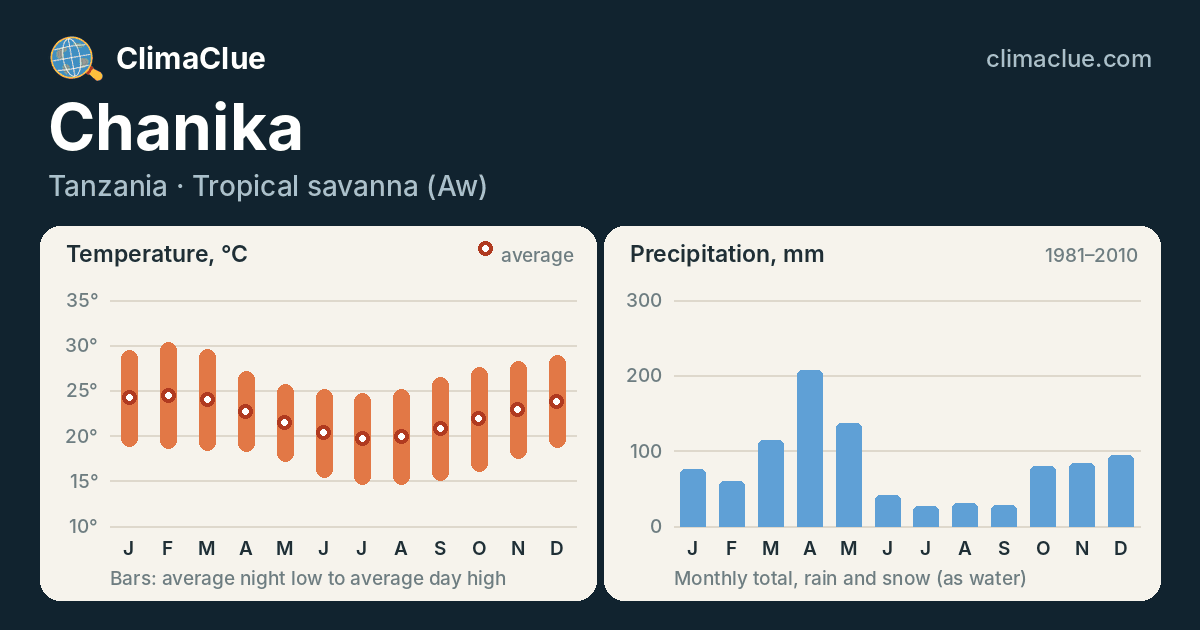 ClimaClue
climaclue.com
Chanika
Tanzania · Tropical savanna (Aw)
Temperature, °C
average
35°
30°
25°
20°
15°
10°
J F M A M J J A S O N D
Bars: average night low to average day high
Precipitation, mm
1981–2010
300
200
100
0
J F M A M J J A S O N D
Monthly total, rain and snow (as water)